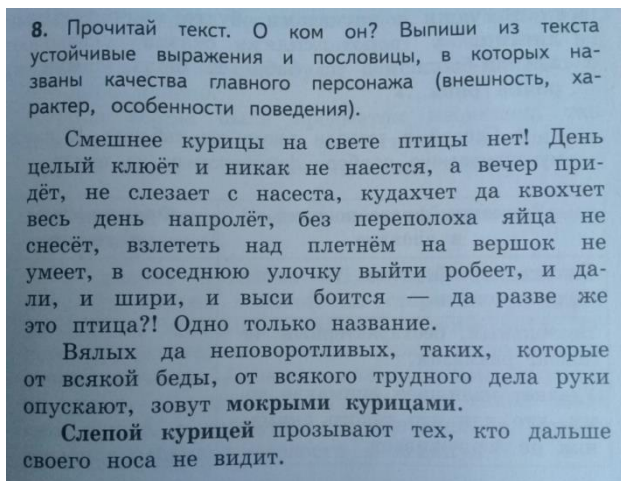 8. Прочитай текст. О ком он? Выпиши из текста
устойчивые выражения и пословицы, в которых на-
званы качества главного персонажа (внешность, ха-
рактер, особенности поведения).
Смешнее курицы на свете птицы нет! День
целый клюёт и никак не наестся, а вечер при-
дёт, не слезает с насеста, кудахчет да квохчет
весь день напролёт, без переполоха яйца не
снесёт, взлететь над плетнём на вершок не
умеет, в соседнюю улочку выйти робеет, и да-
ли, и шири, и выси боится — да разве же
это птица?! Одно только название.
Вялых да неповоротливых, таких, которые
от всякой беды, от всякого трудного дела руки
опускают, зовут мокрыми курицами.
Слепой курицей прозывают тех, кто дальше
своего носа не видит.